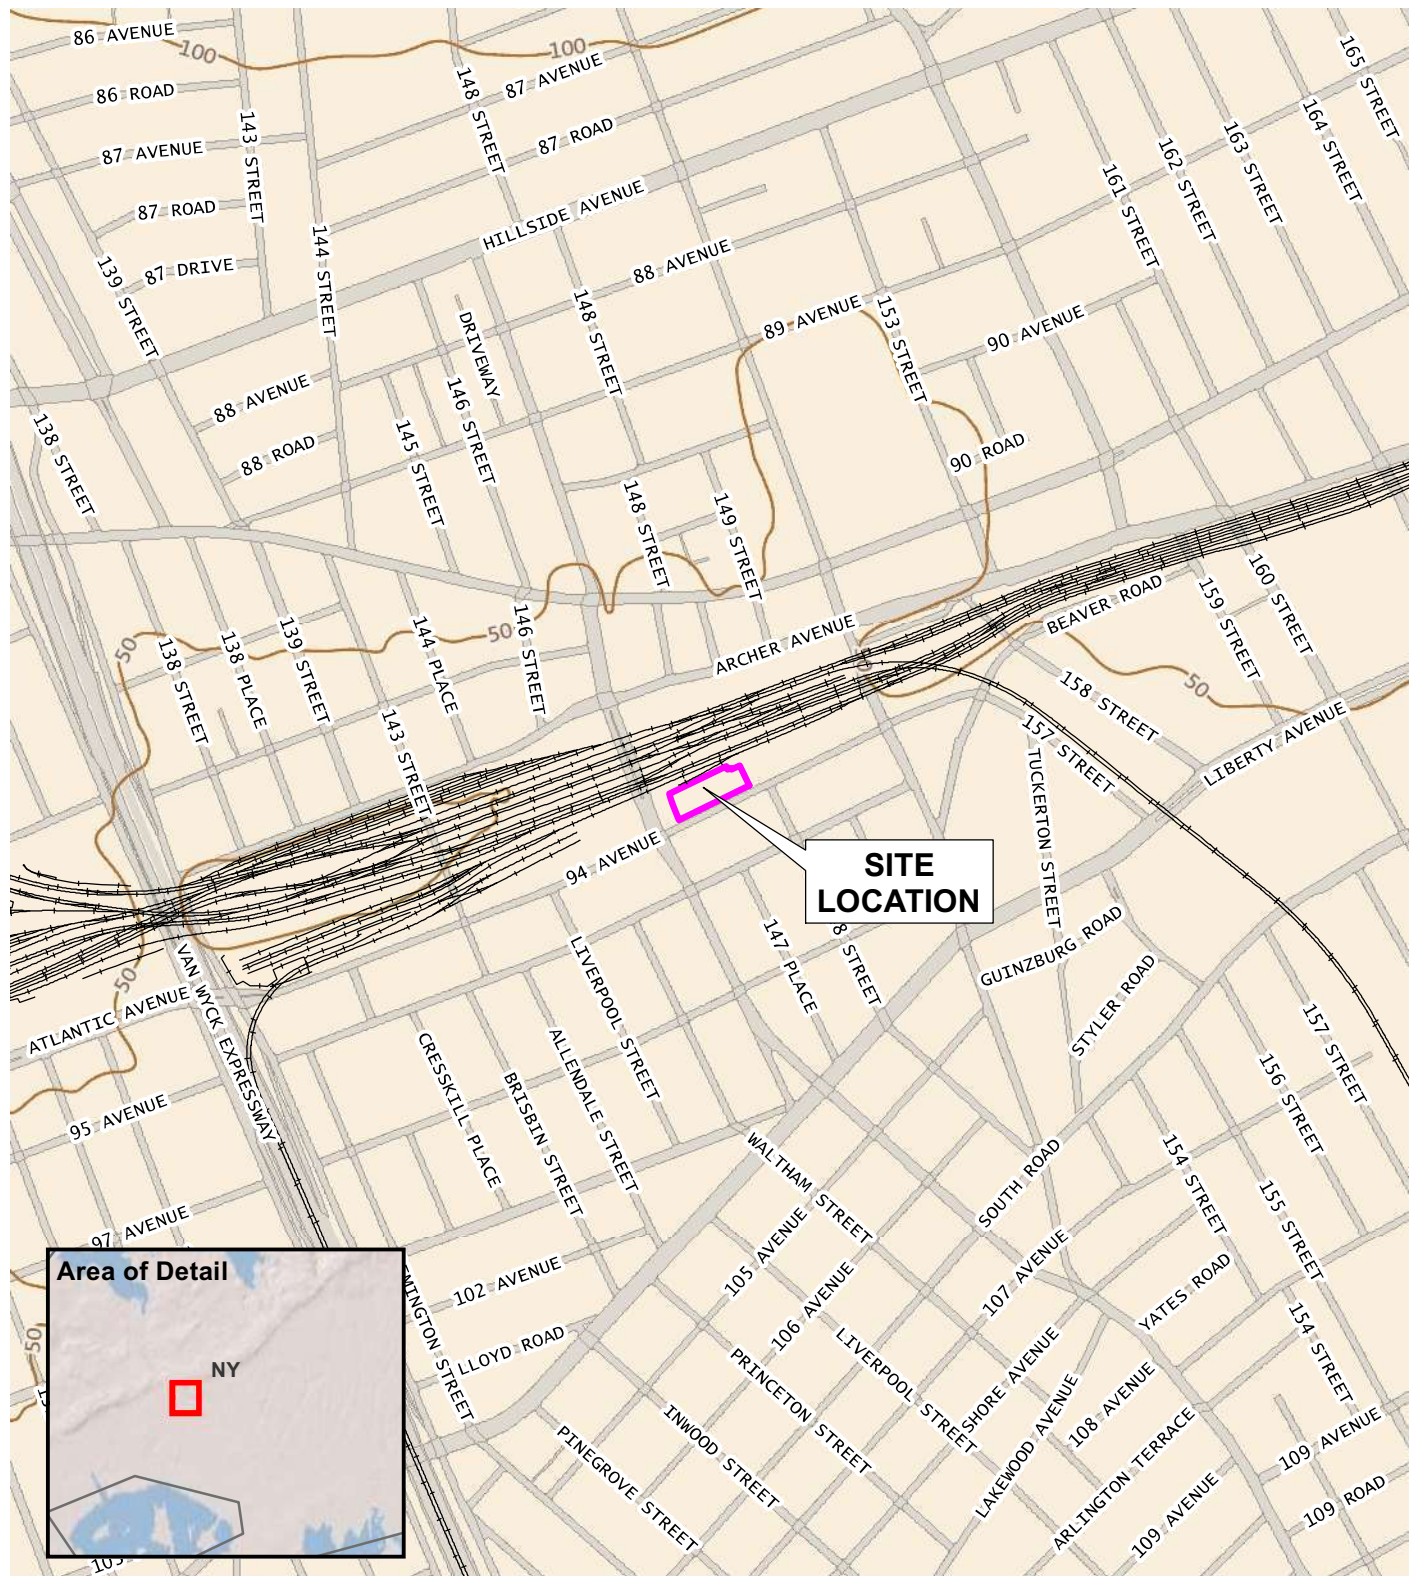 86 AVENUE
100
100
87 AVENUE
165 STREET
86 ROAD
148 STREET
164 STREET
143 STREET
87 ROAD
163 STREET
87 AVENUE
162 STREET
161 STREET
87 ROAD
HILLSIDE AVENUE
144 STREET
87 DRIVE
139 STREET
88 AVENUE
148 STREET
89 AVENUE
153 STREET
90 AVENUE
DRIVEWAY
88 AVENUE
146 STREET
138 STREET
145 STREET
88 ROAD
90 ROAD
148 STREET
149 STREET
160 STREET
159 STREET
BEAVER ROAD
146 STREET
50
50
138 STREET
138 PLACE
139 STREET
144 PLACE
ARCHER AVENUE
158 STREET
50
157 STREET
LIBERTY AVENUE
143 STREET
TUCKERTON STREET
94 AVENUE
SITE
LOCATION
147 PLACE
8 STREET
GUINZBURG ROAD
STYLER ROAD
LIVERPOOL STREET
VAN WYCK EXPRESSWAY
50
ATLANTIC AVENUE
157 STREET
CRESSKILL PLACE
ALLENDALE STREET
BRISBIN STREET
156 STREET
95 AVENUE
WALTHAM STREET
SOUTH ROAD
154 STREET
155 STREET
97 AVENUE
105 AVENUE
107 AVENUE
Area of Detail
NY
102 AVENUE
106 AVENUE
YATES ROAD
EMINGTON STREET
LLOYD ROAD
154 STREET
50
LIVERPOOL STREET
PRINCETON STREET
SHORE AVENUE
108 AVENUE
LAKEWOOD AVENUE
INWOOD STREET
ARLINGTON TERRACE
109 AVENUE
PINEGROVE STREET
109 AVENUE
109 ROAD